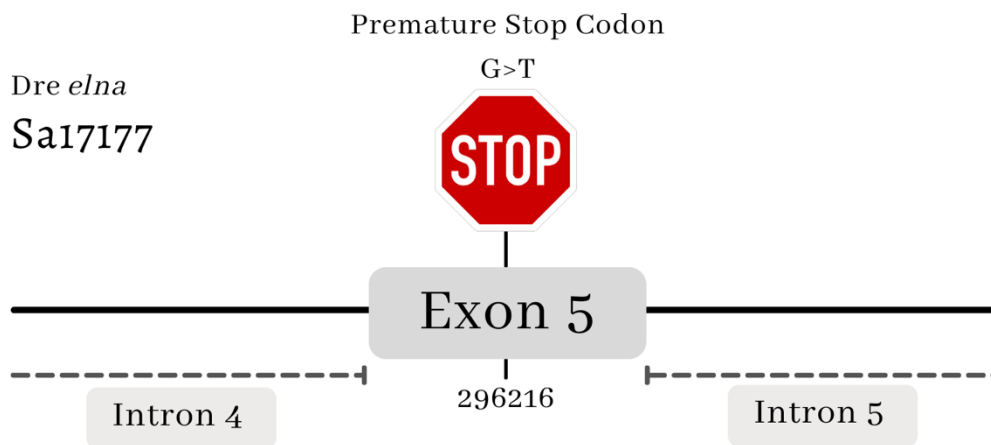 Premature Stop Codon
G>T
Dre elna
Sa17177
STOP
Exon 5
296216
Intron 4
Intron 5